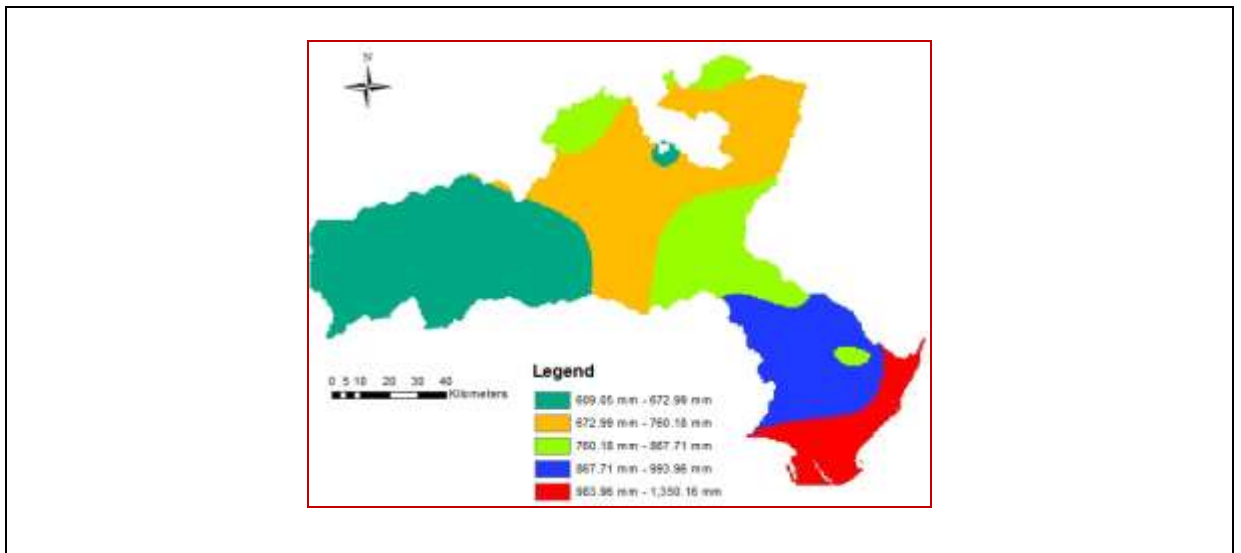 N
0 5 10 20 30 40
Kilometers
Legend
609.05 mm - 672.99 mm
672.99 mm - 760.18 mm
760.18 mm - 867.71 mm
867.71 mm - 993.96 mm
993.96 mm - 1,350.16 mm